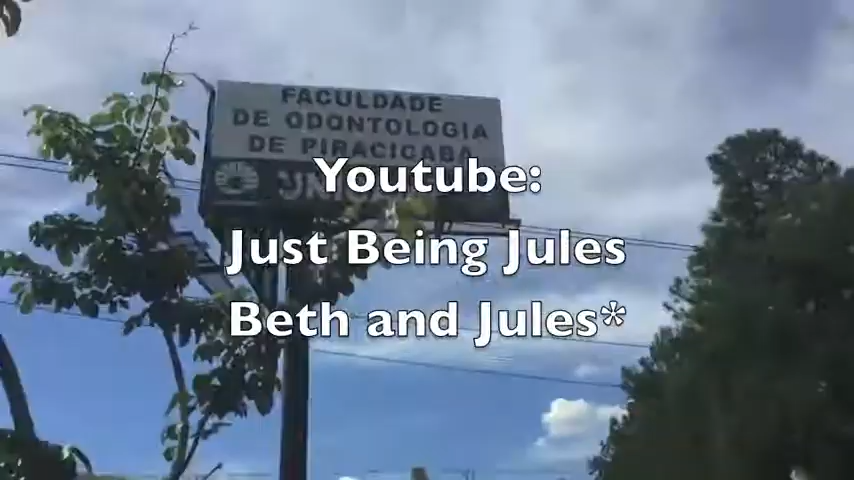 FACULDADE
DE ODONTOLOGIA
DE PIRACICABA
Youtube:
Just Being Jules
Beth and Jules*